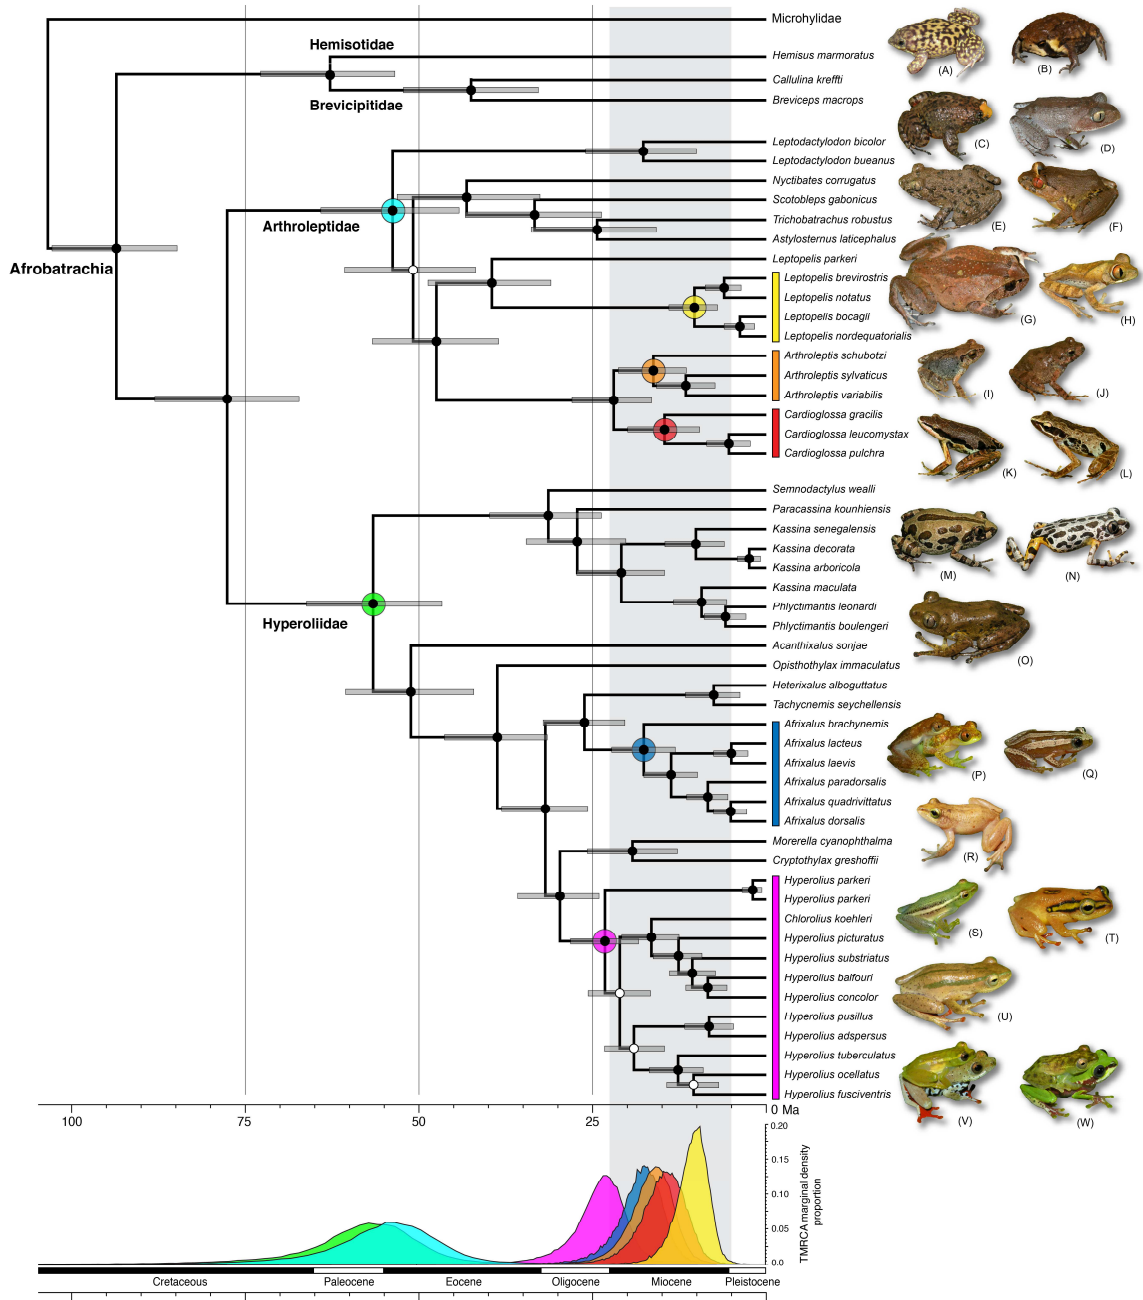 Microhylidae
Hemisotidae
Hemisus marmoratus
(A)
(B)
Callulina kreffti
Brevicipitidae
Breviceps macrops
Leptodactylodon bicolor
(C)
(D)
Leptodactylodon bueanus
Nyctibates corrugatus
Scotobleps gabonicus
Trichobatrachus robustus
(E)
(F)
Arthroleptidae
Astylosternus laticephalus
Leptopelis parkeri
Afrobatrachia
Leptopelis brevirostris
Leptopelis notatus
(G)
(H)
Leptopelis bocagii
Leptopelis nordequatorialis
Arthroleptis schubotzi
Arthroleptis sylvaticus
Arthroleptis variabilis
(I)
(J)
Cardioglossa gracilis
Cardioglossa leucomystax
Cardioglossa pulchra
(K)
(L)
Semnodactylus wealli
Paracassina kounhiensis
Kassina senegalensis
Kassina decorata
Kassina arboricola
(M)
(N)
Kassina maculata
Phlyctimantis leonardi
Hyperoliidae
Phlyctimantis boulengeri
Acanthixalus sonjae
(O)
Opisthothylax immaculatus
Heterixalus alboguttatus
Tachycnemis seychellensis
Afrixalus brachynemis
Afrixalus lacteus
Afrixalus laevis
(P)
(Q)
Afrixalus paradorsalis
Afrixalus quadrivittatus
Afrixalus dorsalis
Morerella cyanophthalma
(R)
Cryptothylax greshoffii
Hyperolius parkeri
Hyperolius parkeri
Chlorolius koehleri
(S)
(T)
Hyperolius picturatus
Hyperolius substriatus
Hyperolius balfouri
Hyperolius concolor
Hyperolius pusillus
(U)
Hyperolius adspersus
Hyperolius tuberculatus
Hyperolius ocellatus
Hyperolius fusciventris
(V)
(W)
100
75
50
25
0 Ma
0.20
0.15
0.10
0.05
0.0
TMRCA marginal density
proportion
Cretaceous
Paleocene
Eocene
Oligocene
Miocene
Pleistocene